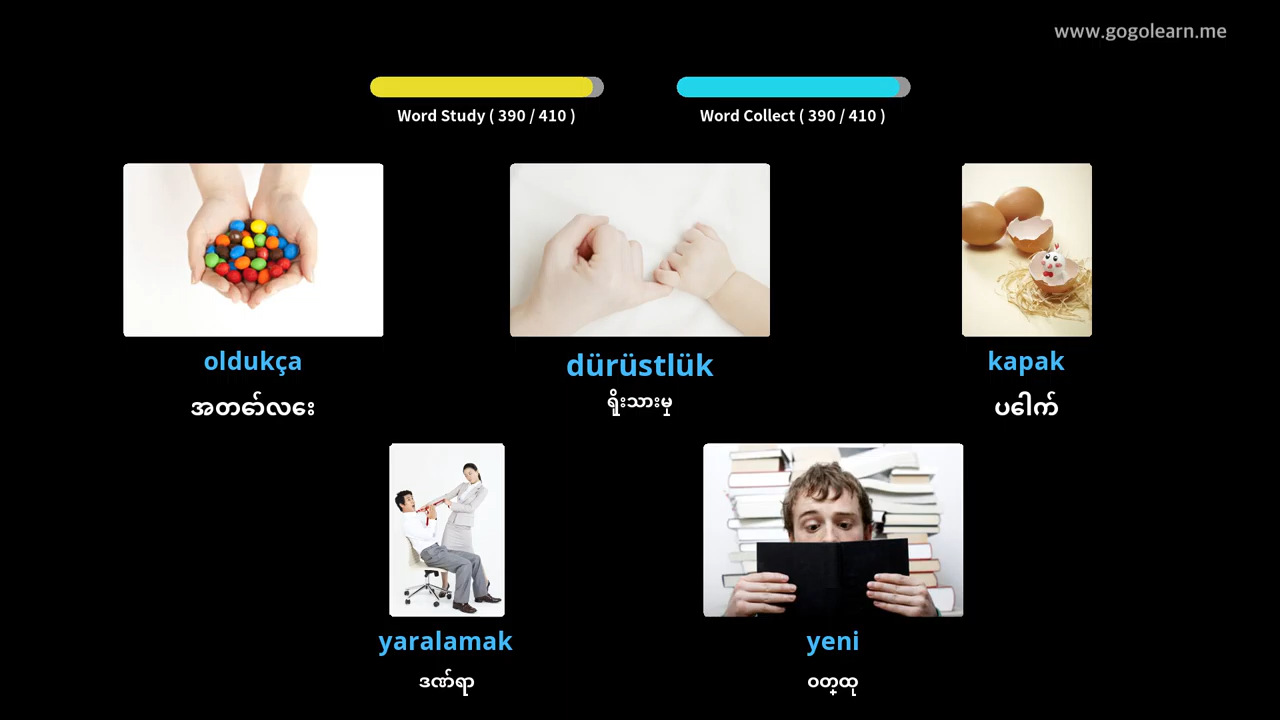 www.gogolearn.me
Word Study ( 390 / 410 )
Word Collect ( 390 / 410 )
oldukça
dürüstlük
kapak
အတော်လေး
ရိုးသားမှု
ပေါက်
yaralamak
yeni
ဒဏ်ရာ
ဝတ္ထု